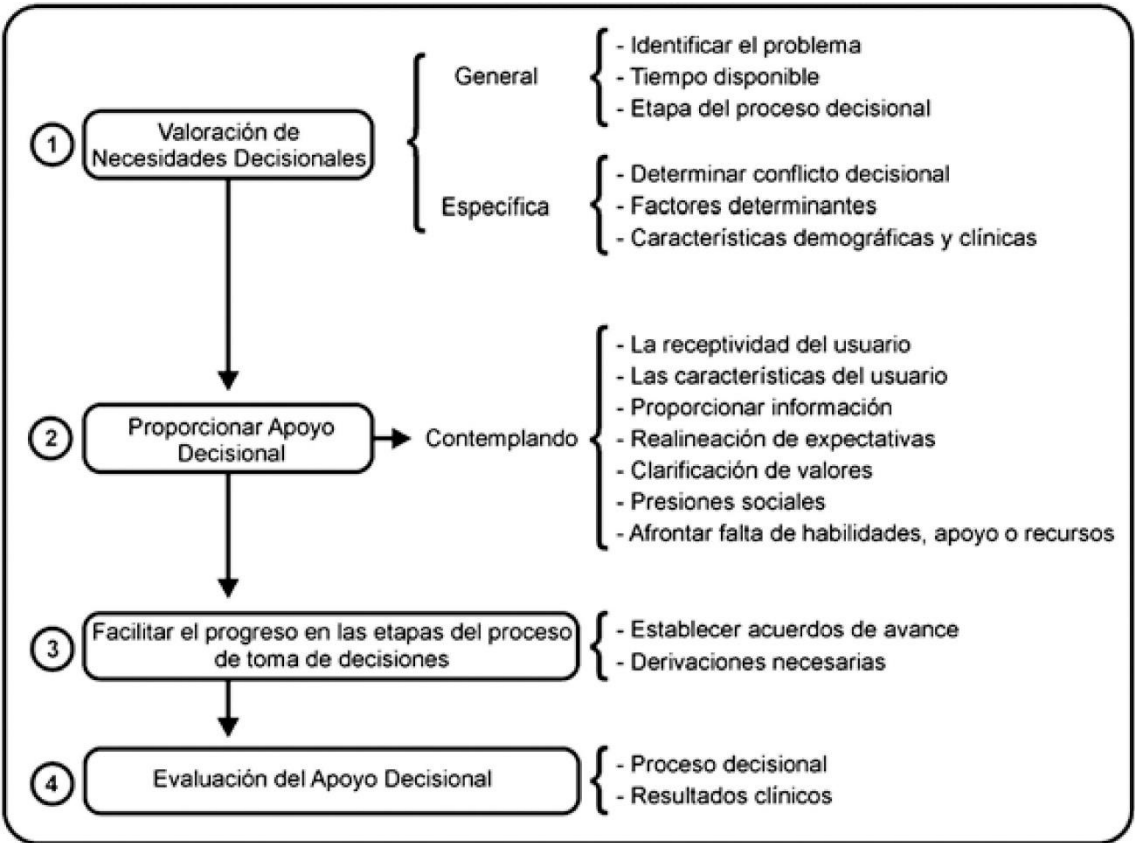 General
- Identificar el problema
- Tiempo disponible
- Etapa del proceso decisional
1
Valoración de
Necesidades Decisionales
Específica
- Determinar conflicto decisional
- Factores determinantes
- Características demográficas y clínicas
2
Proporcionar Apoyo
Decisional
Contemplando
- La receptividad del usuario
- Las características del usuario
- Proporcionar información
- Realineación de expectativas
- Clarificación de valores
- Presiones sociales
- Afrontar falta de habilidades, apoyo o recursos
3
Facilitar el progreso en las etapas del proceso
de toma de decisiones
- Establecer acuerdos de avance
- Derivaciones necesarias
4
Evaluación del Apoyo Decisional
- Proceso decisional
- Resultados clínicos